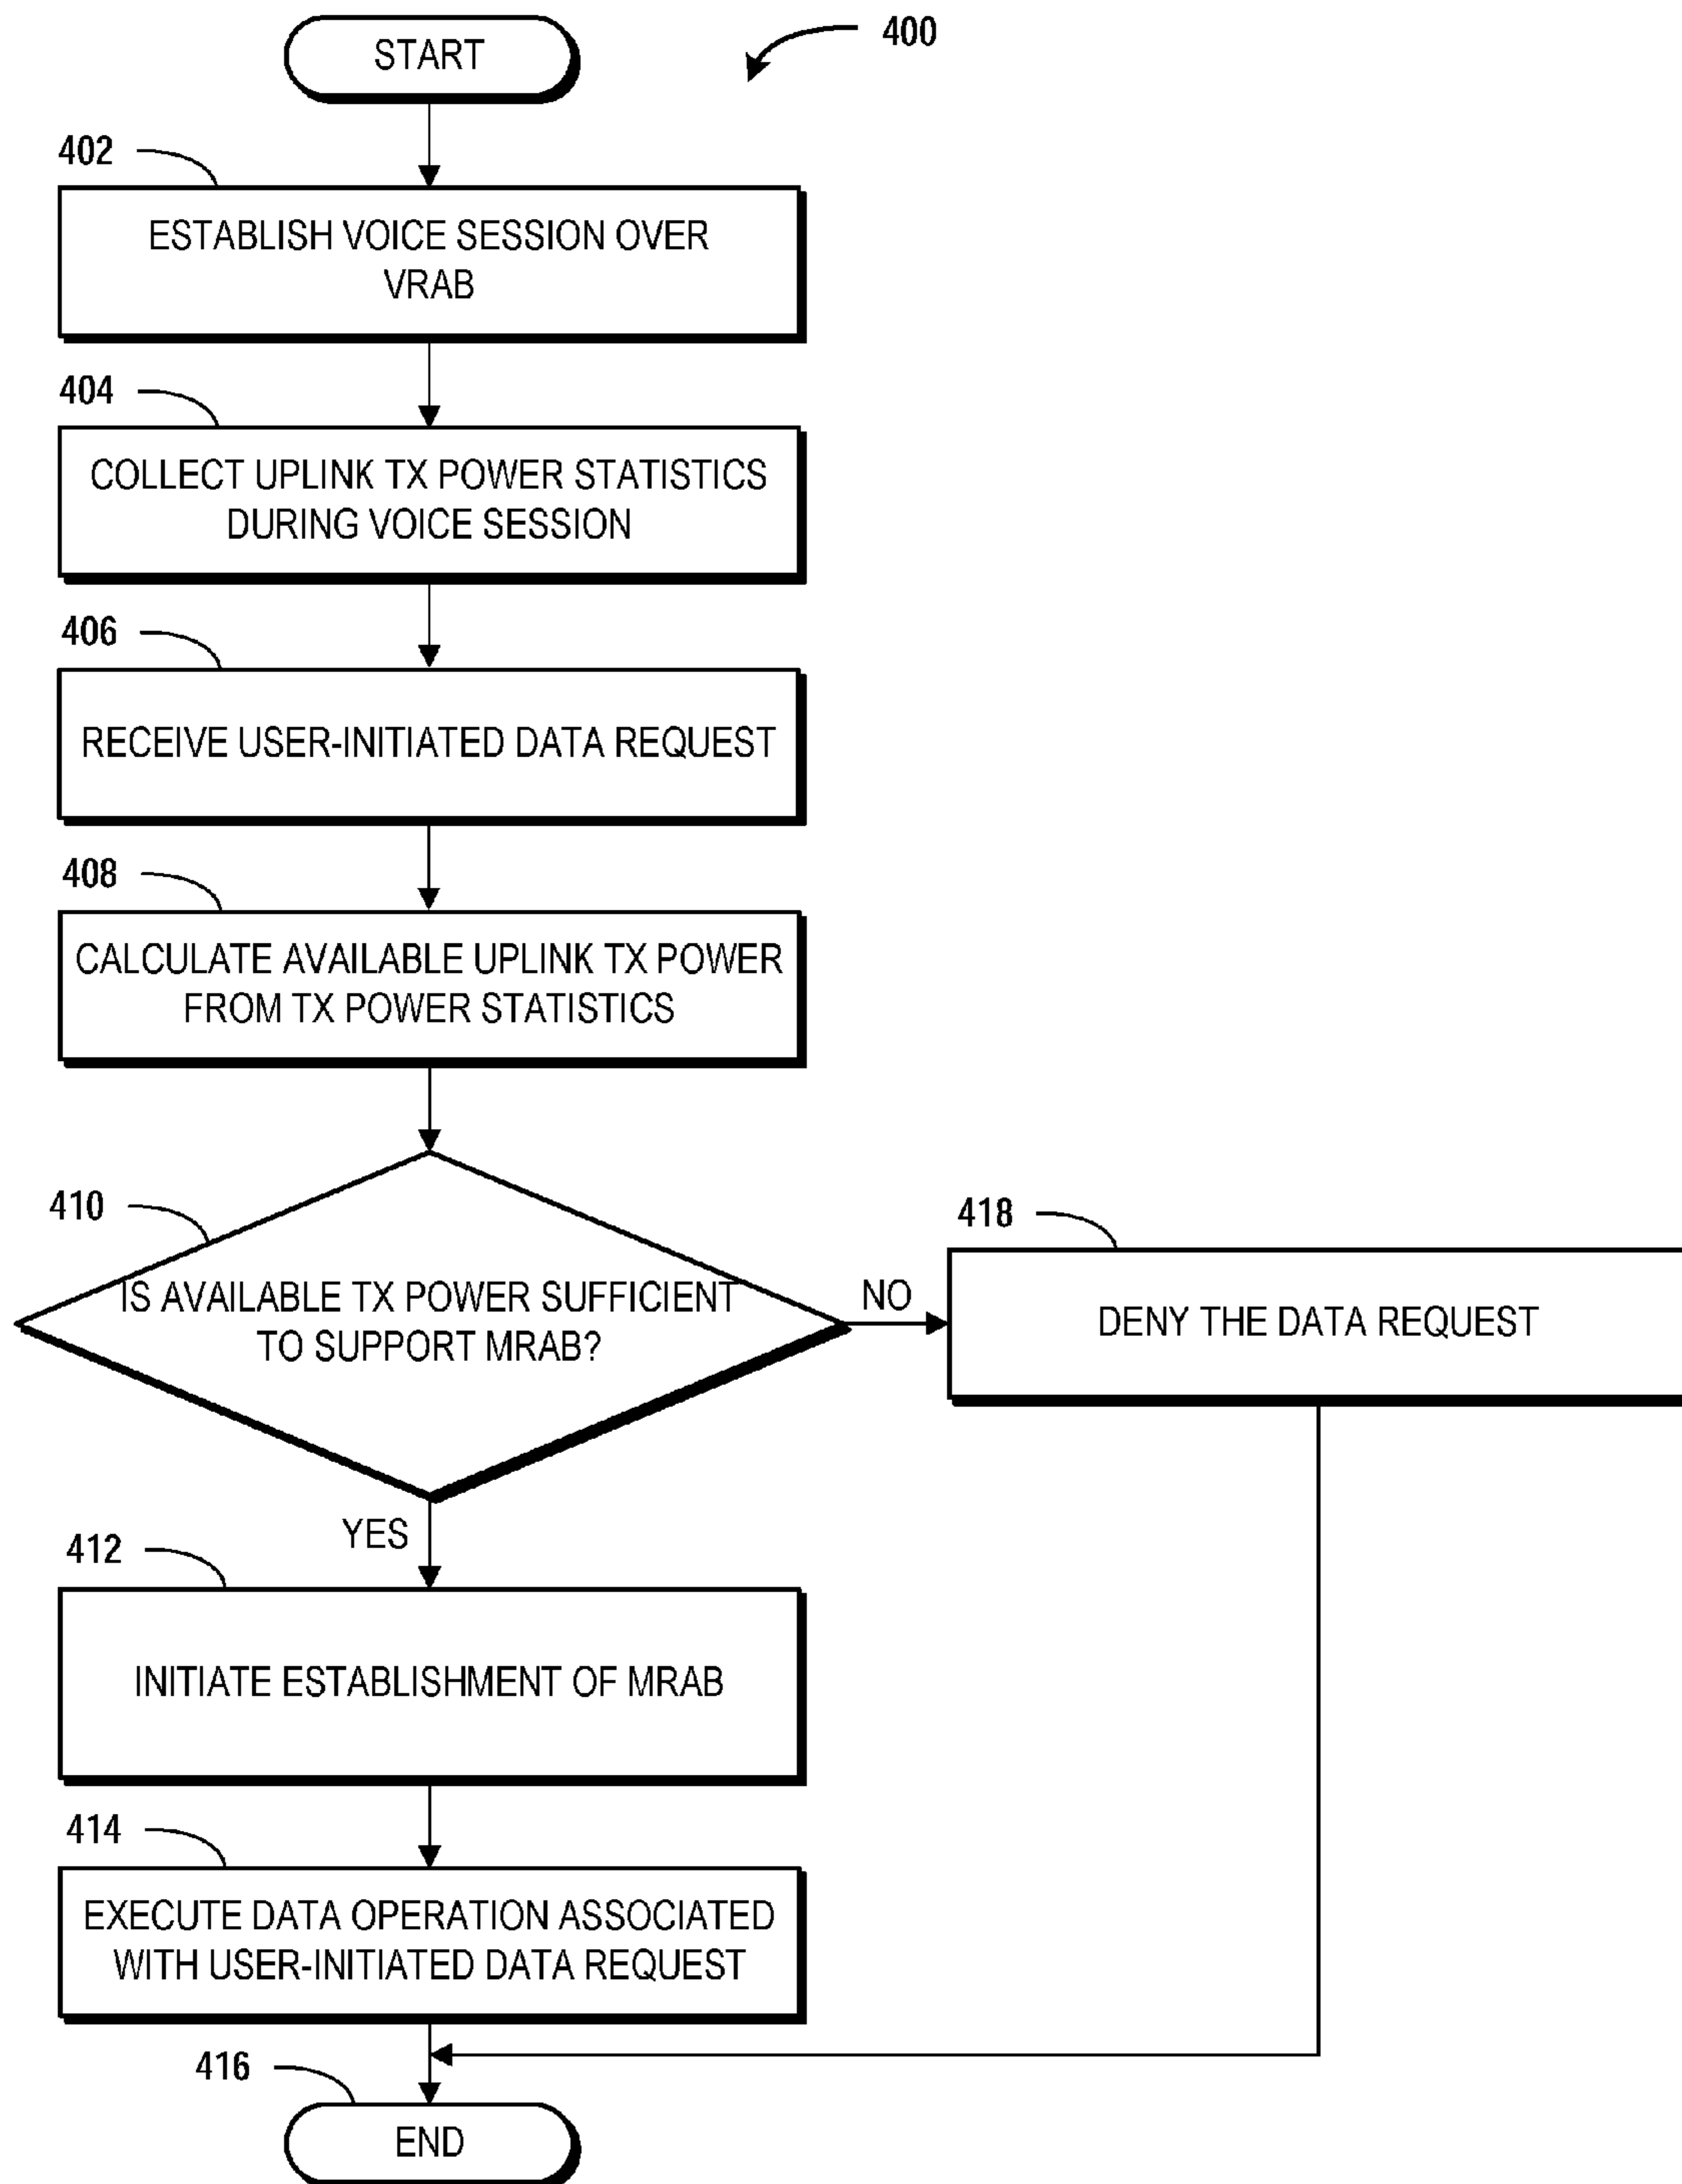 START
400
402
ESTABLISH VOICE SESSION OVER
VRAB
404
COLLECT UPLINK TX POWER STATISTICS
DURING VOICE SESSION
406
RECEIVE USER-INITIATED DATA REQUEST
408
CALCULATE AVAILABLE UPLINK TX POWER
FROM TX POWER STATISTICS
410
IS AVAILABLE TX POWER SUFFICIENT
TO SUPPORT MRAB?
NO
418
DENY THE DATA REQUEST
YES
412
INITIATE ESTABLISHMENT OF MRAB
414
EXECUTE DATA OPERATION ASSOCIATED
WITH USER-INITIATED DATA REQUEST
416
END